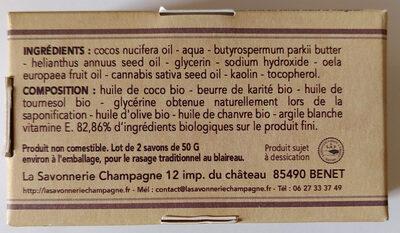 INGRÉDIENTS : cocos nucifera oil - aqua - butyrospermum parkii butter
- helianthus annuus seed oil - glycerin - sodium hydroxide - oela
europaea fruit oil - cannabis sativa seed oil - kaolin - tocopherol.
COMPOSITION : huile de coco bio - beurre de karité bio - huile de
tournesol bio - glycérine obtenue naturellement lors de la
saponification - huile d'olive bio - huile de chanvre bio - argile blanche
vitamine E. 82,86% d'ingrédients biologiques sur le produit fini.
Produit non comestible. Lot de 2 savons de 50 G
environ à l'emballage, pour le rasage traditionnel au blaireau.
Produit sujet
à dessication
La Savonnerie Champagne 12 imp. du château 85490 BENET
http://lasavonneriechampagne.fr - Mél : contact@lasavonneriechampagne.fr - Tél : 06 27 33 37 49